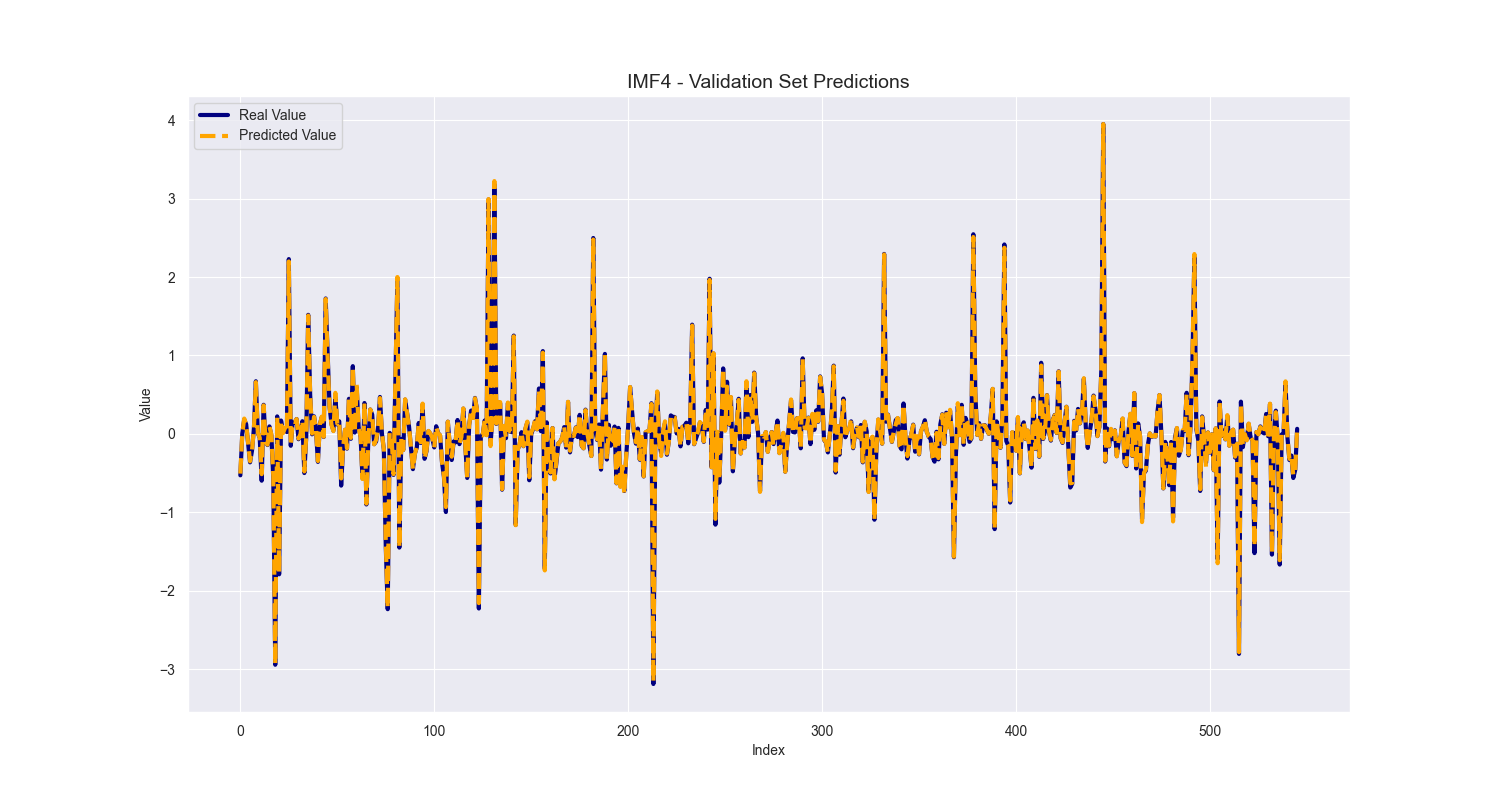 IMF4 - Validation Set Predictions
Real Value
Predicted Value
4
3
2
1
0
−1
−2
−3
Value
0
100
200
300
400
500
Index